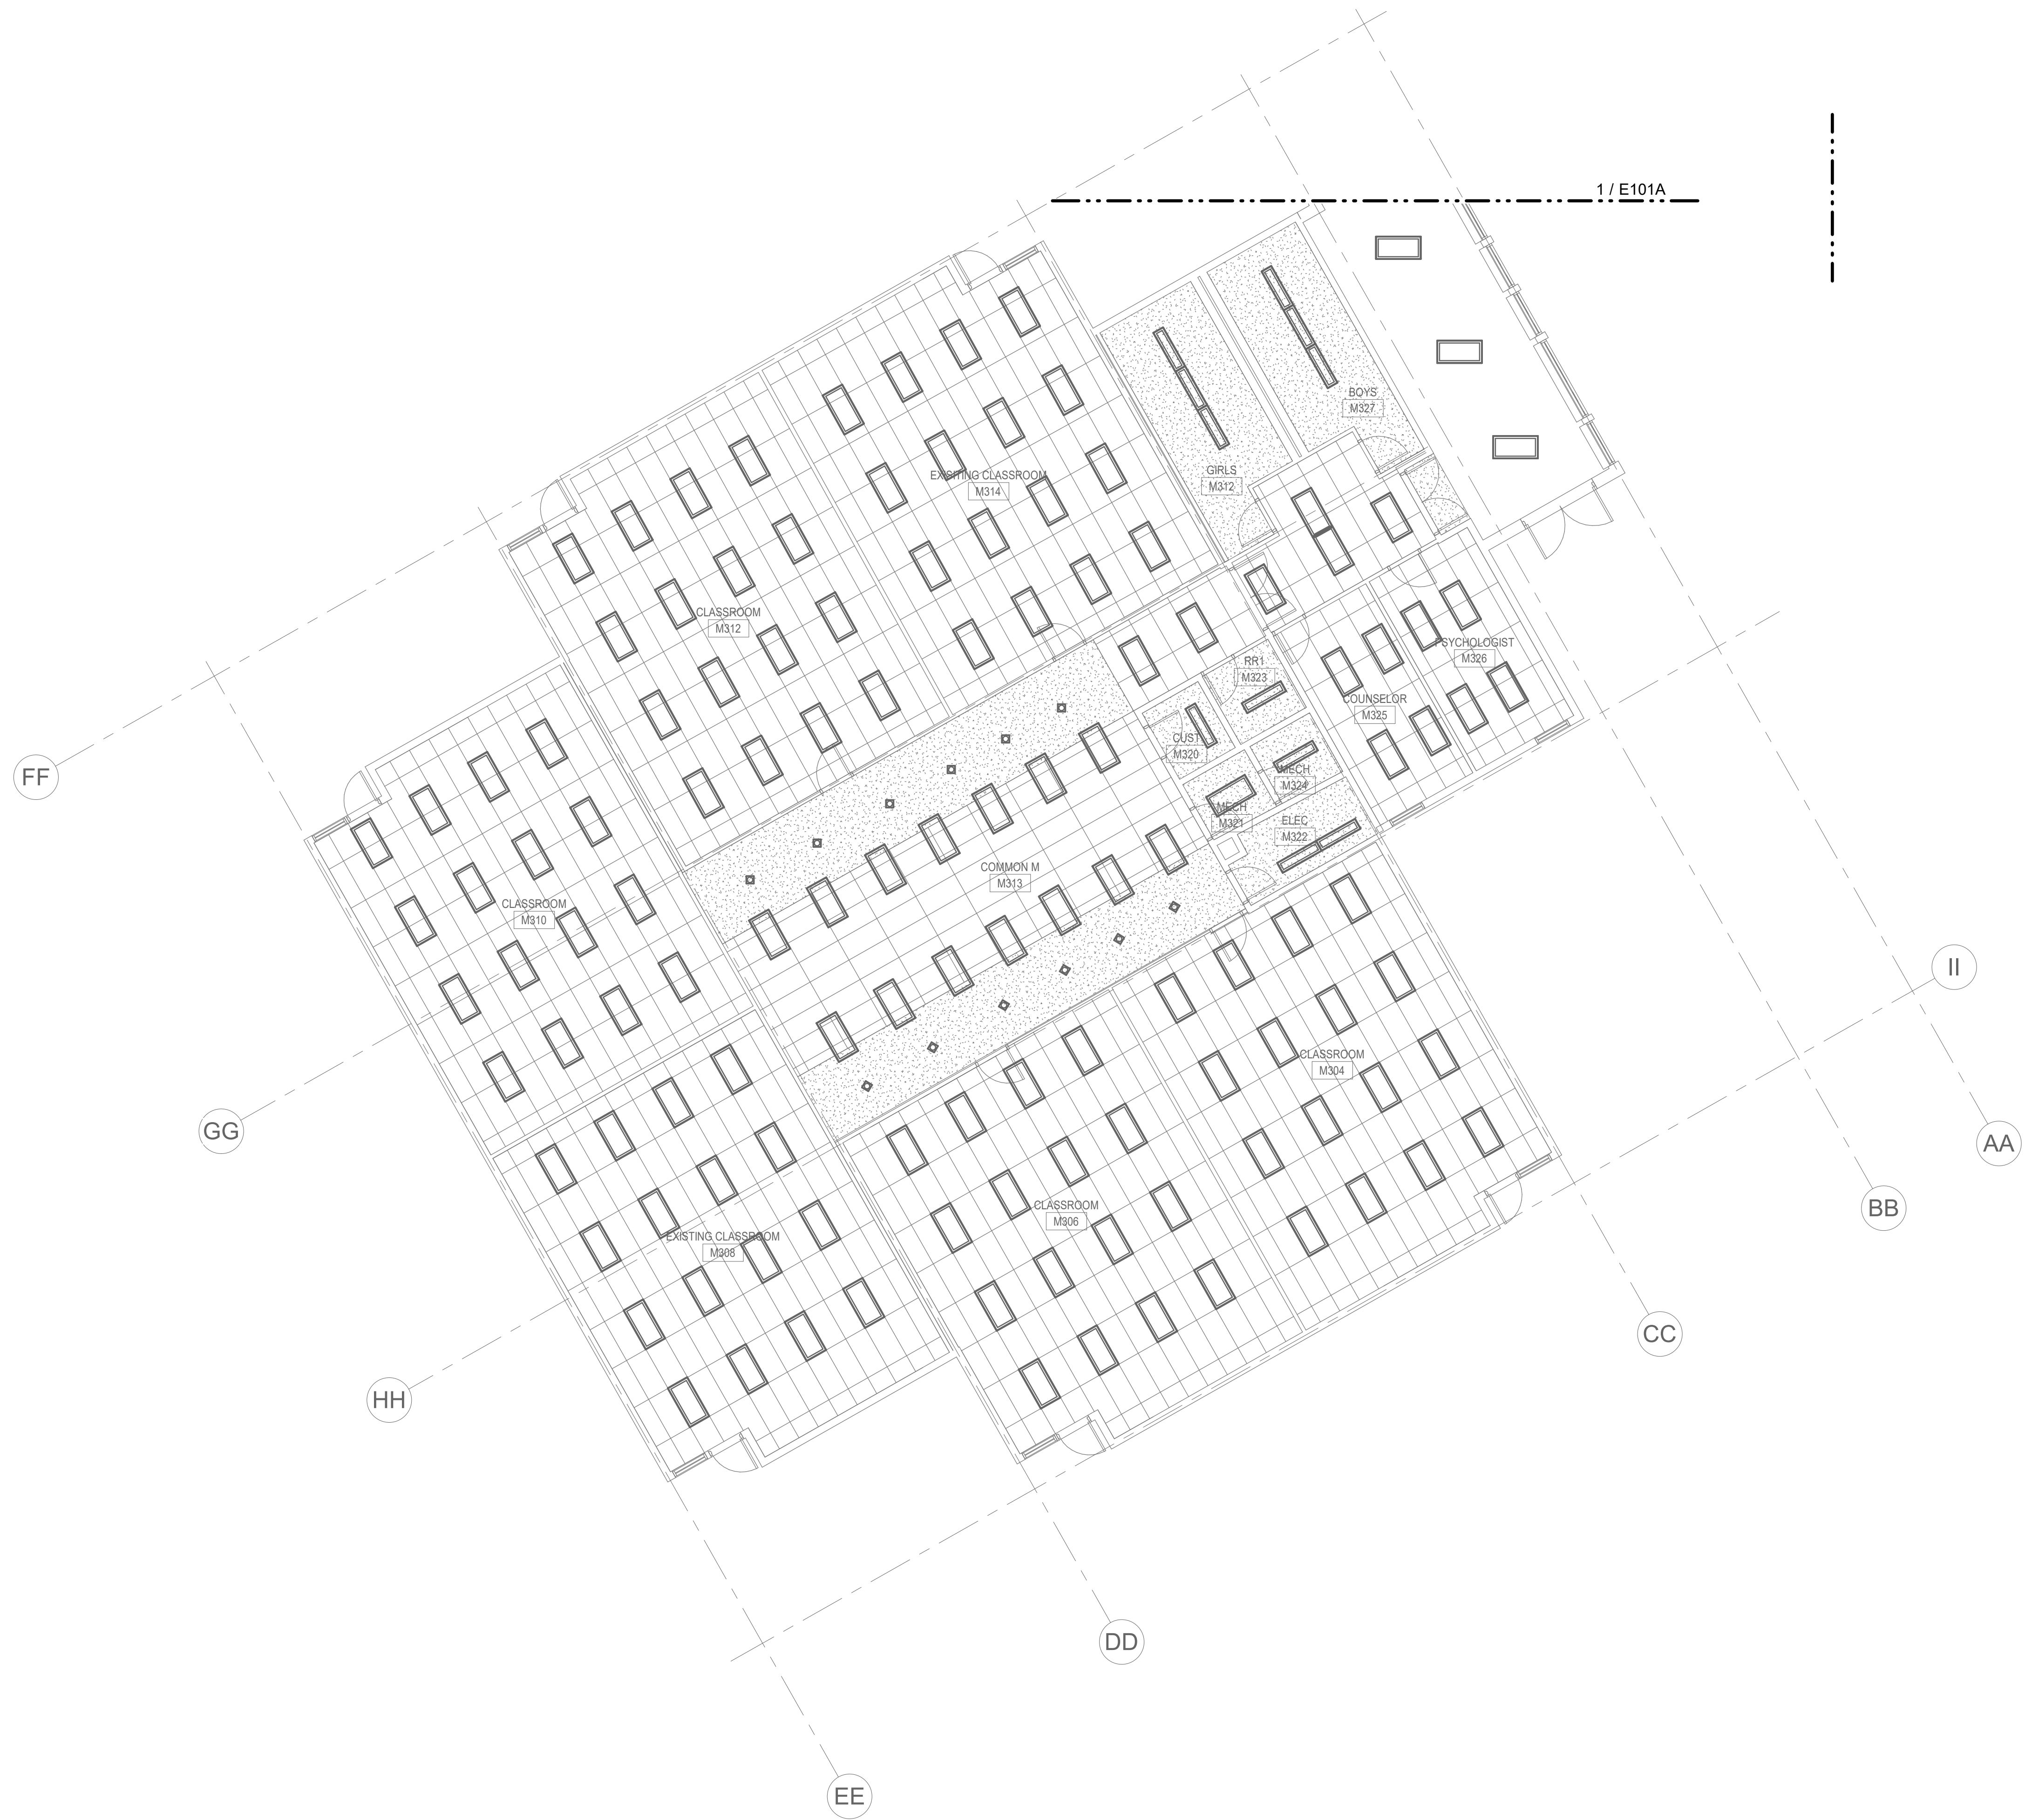 1 / E101A
BOYS
M327
GIRLS
M312
EXISITING CLASSROOM
M314
CLASSROOM
M312
PSYCHOLOGIST
M326
RR1
M323
COUNSELOR
M325
CUST
M320
MECH
M324
FF
MECH
M321
ELEC
M322
COMMON M
M313
CLASSROOM
M310
II
CLASSROOM
M304
GG
AA
CLASSROOM
M306
BB
EXISTING CLASSROOM
M308
CC
HH
DD
EE